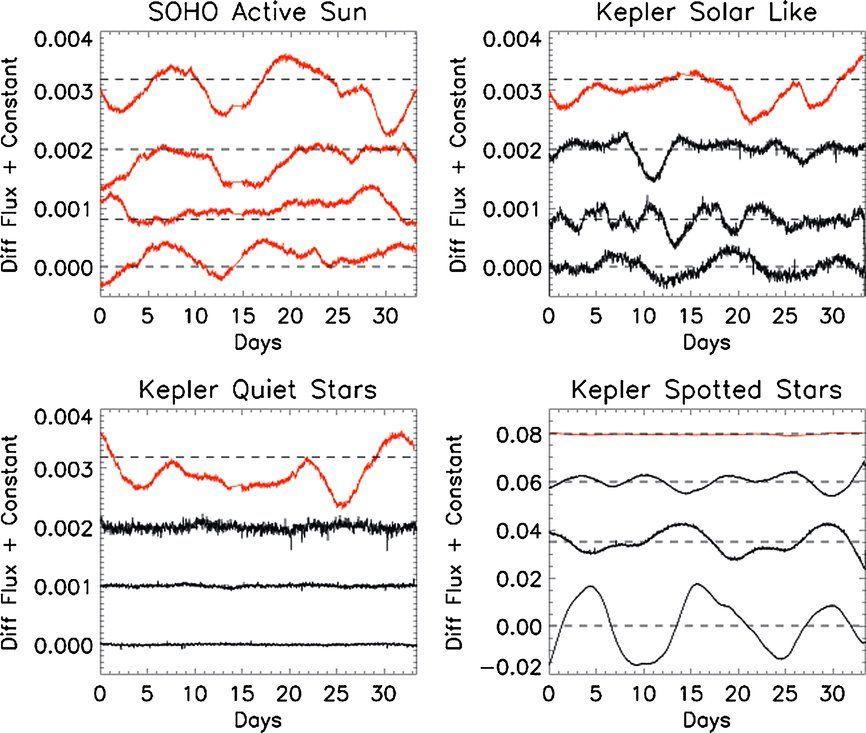 SOHO Active Sun
Diff Flux + Constant
0.004
0.003
0.002
0.001
0.000
0 5 10 15 20 25 30
Days
Kepler Solar Like
Diff Flux + Constant
0.004
0.003
0.002
0.001
0.000
0 5 10 15 20 25 30
Days
Kepler Quiet Stars
Diff Flux + Constant
0.004
0.003
0.002
0.001
0.000
0 5 10 15 20 25 30
Days
Kepler Spotted Stars
Diff Flux + Constant
0.08
0.06
0.04
0.02
0.00
−0.02
0 5 10 15 20 25 30
Days